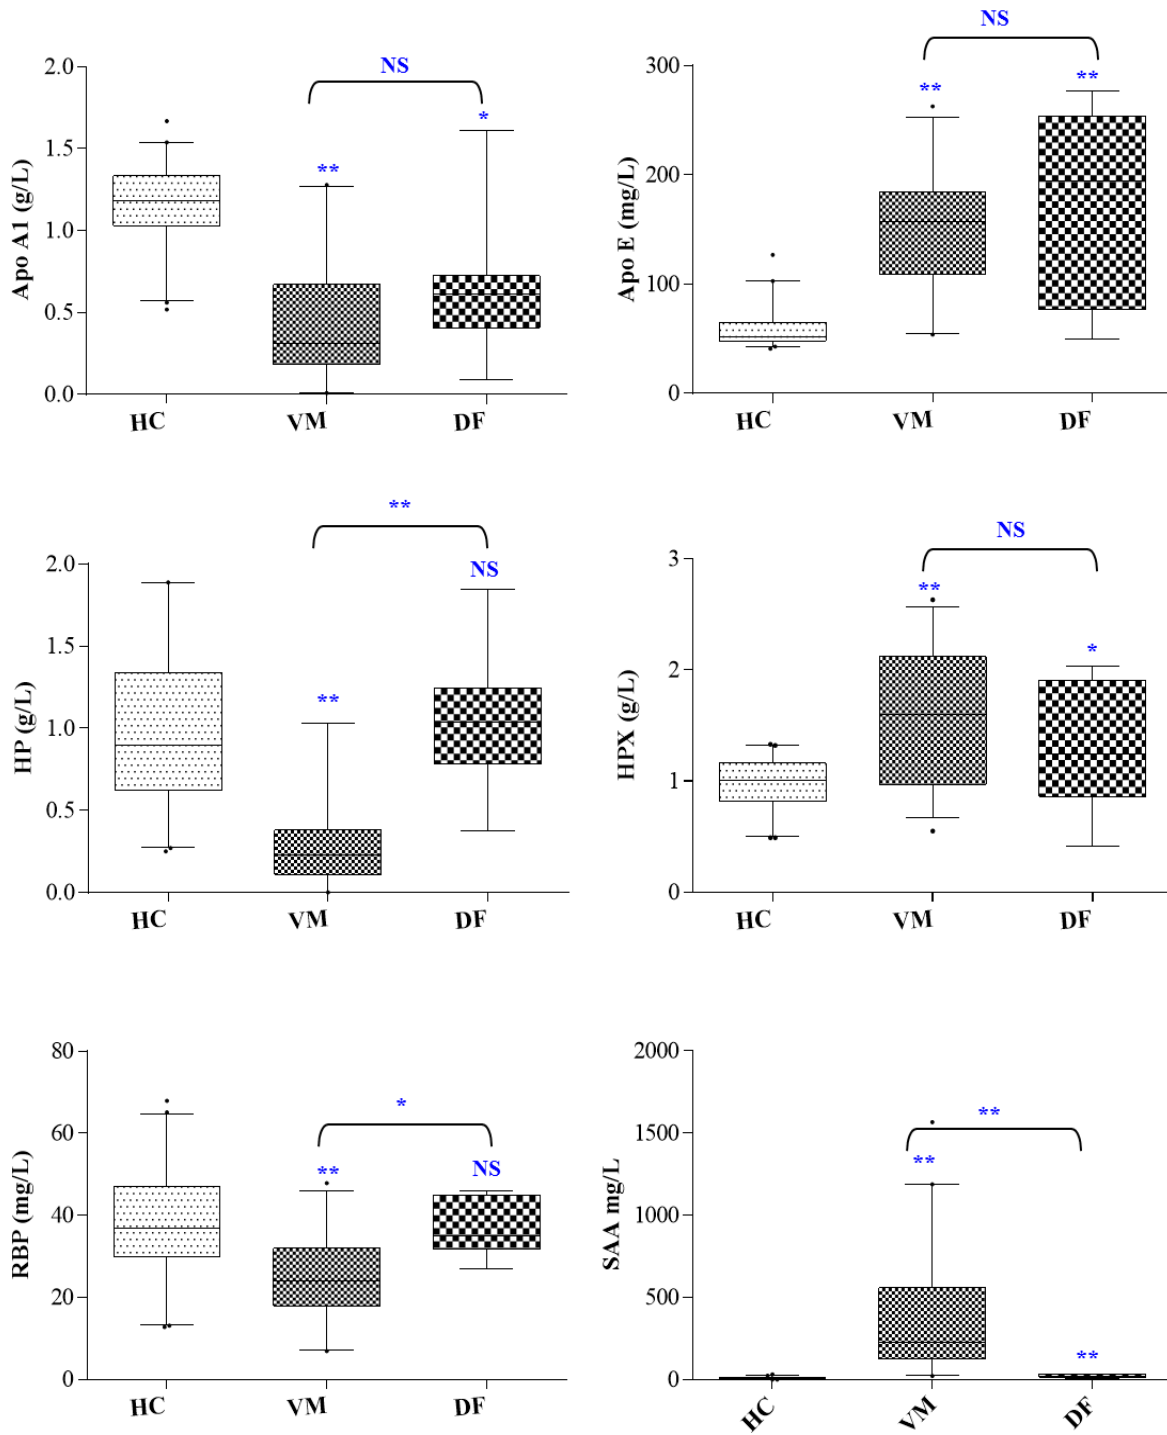 NS
2.0
NS
300
**
**
*
**
1.5
Apo A1 (g/L)
200
Apo E (mg/L)
1.0
100
0.5
0.0
0
HC
VM
DF
HC
VM
DF
**
NS
2.0
3
NS
**
1.5
*
**
2
HP (g/L)
1.0
HPX (g/L)
1
0.5
0.0
0
HC
VM
DF
HC
VM
DF
80
2000
*
**
60
1500
NS
**
**
RBP (mg/L)
40
SAA mg/L
1000
20
500
**
0
0
HC
VM
DF
HC
VM
DF